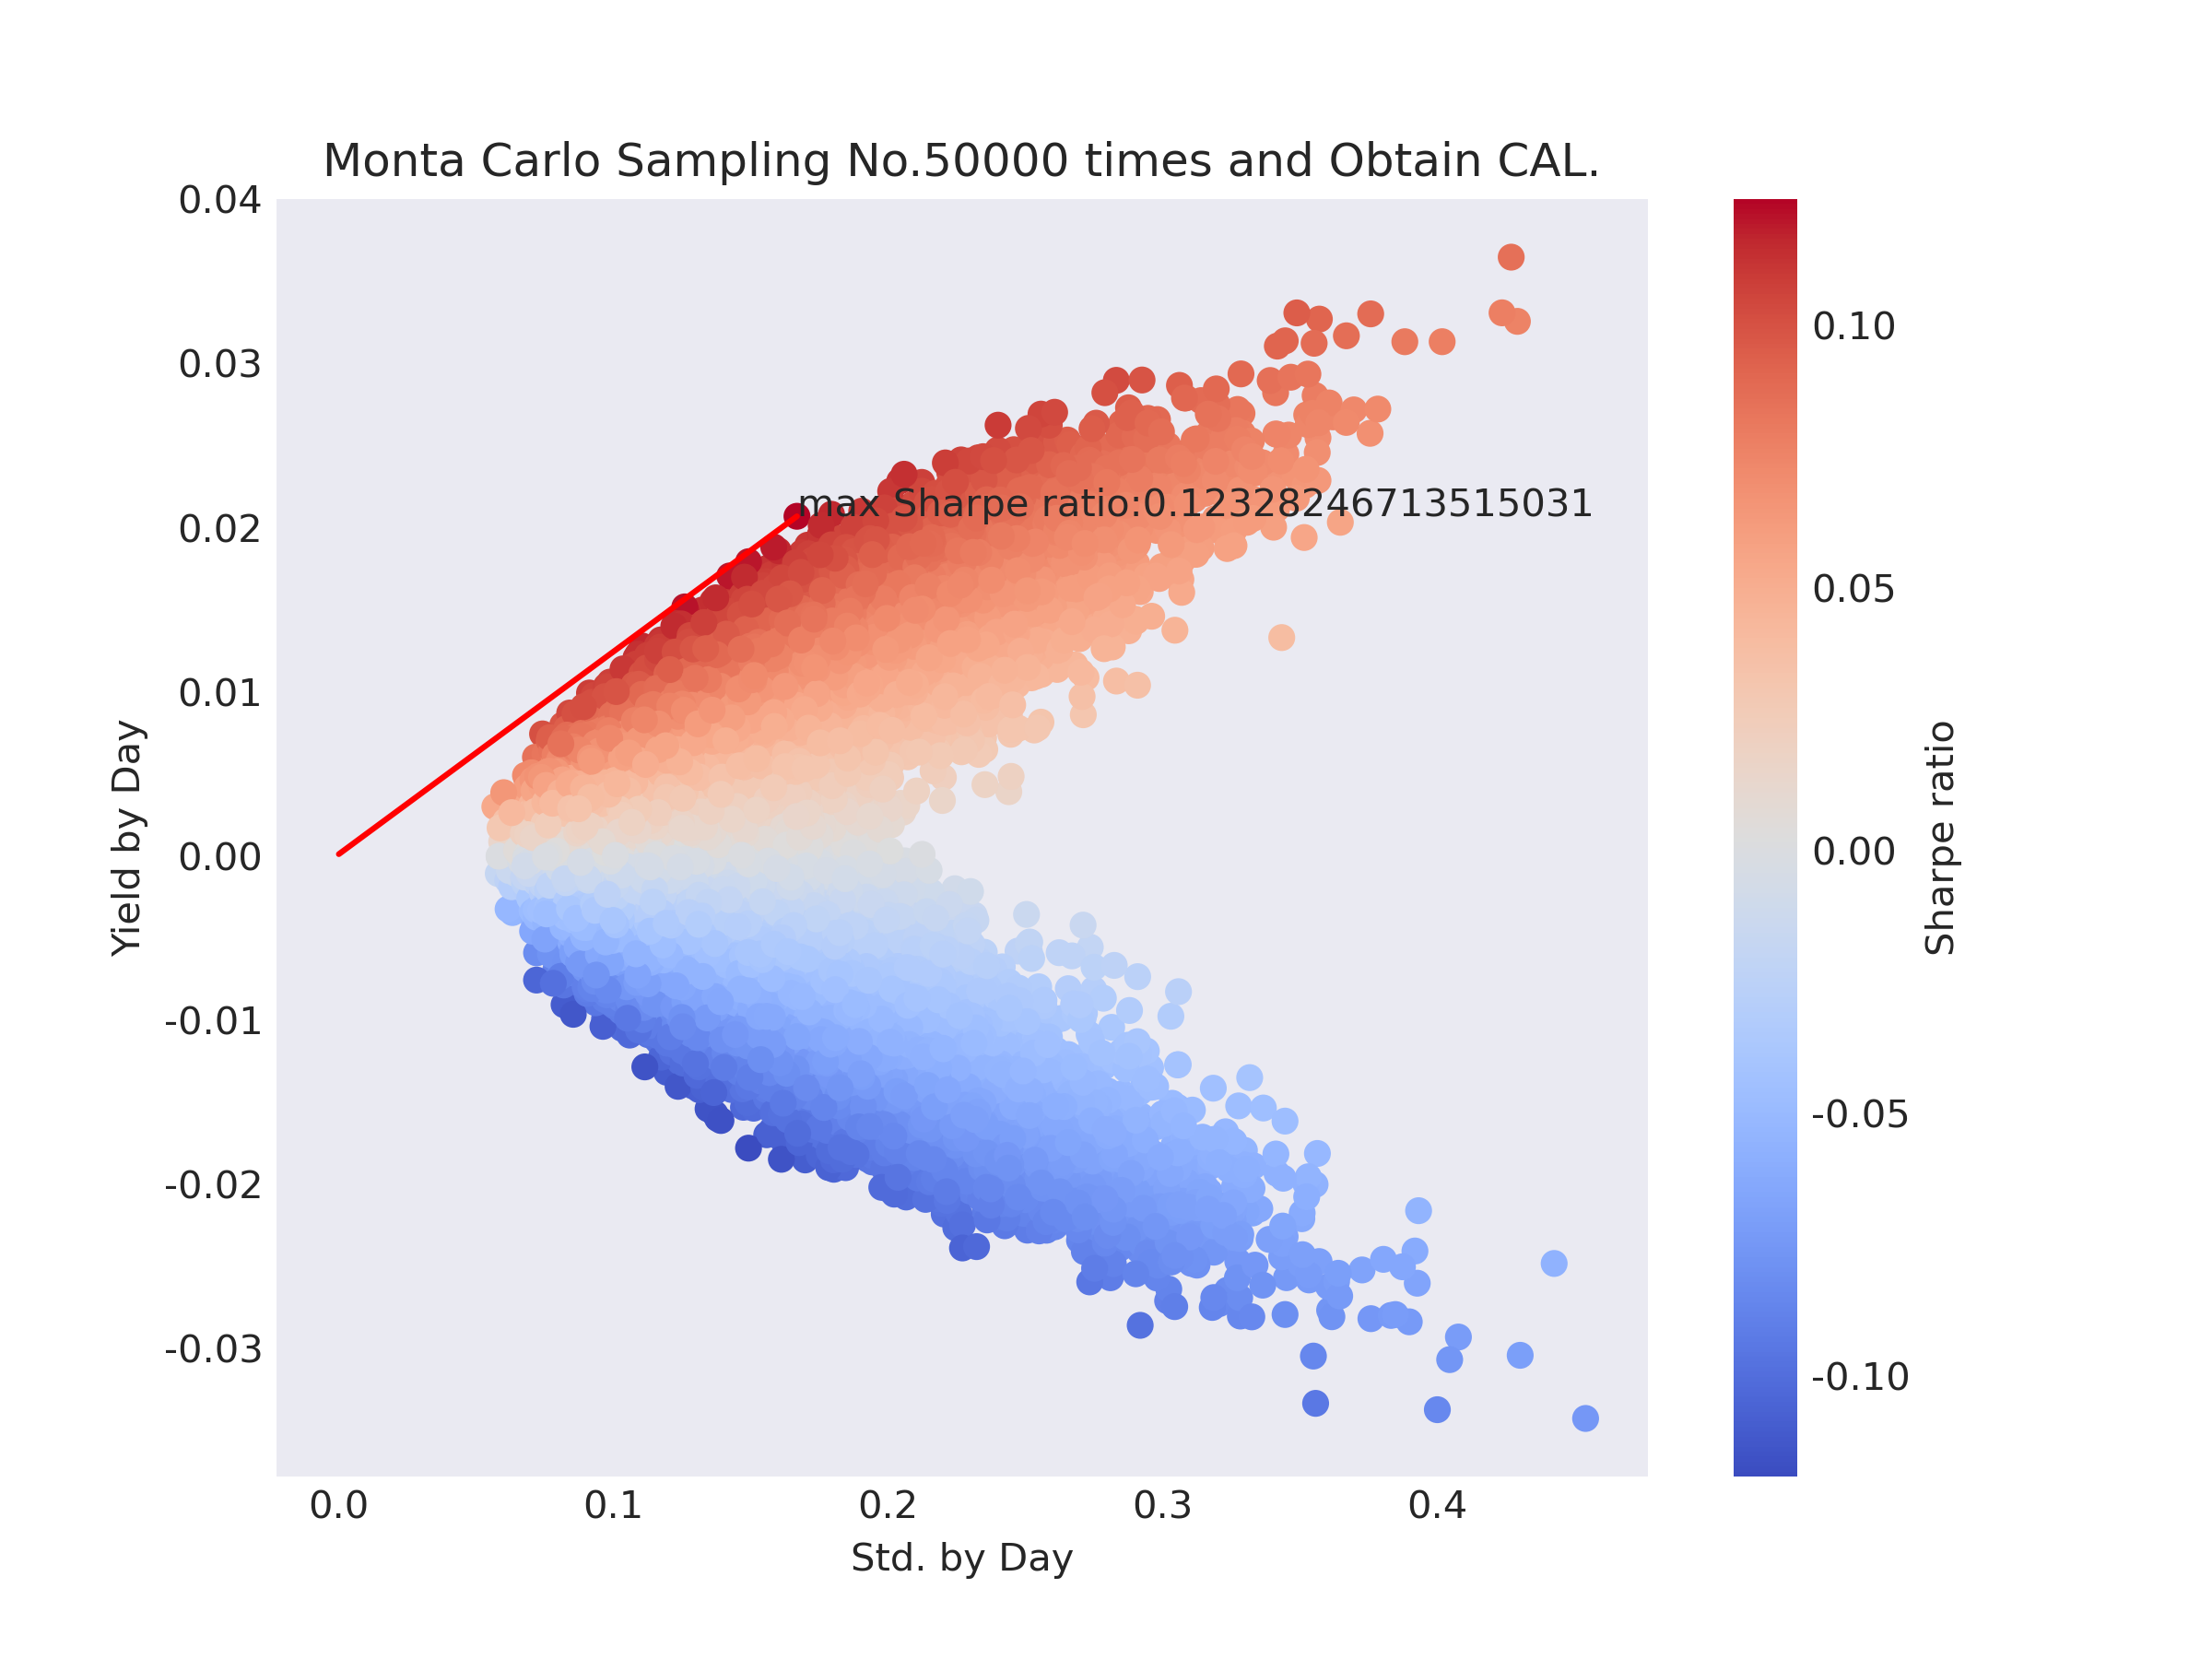 Monta Carlo Sampling No.50000 times and Obtain CAL.
0.04
0.03
0.02
0.01
0.00
-0.01
-0.02
-0.03
Yield by Day
max Sharpe ratio:0.12328246713515031
0.0 0.1 0.2 0.3 0.4
Std. by Day
0.10
0.05
0.00
-0.05
-0.10
Sharpe ratio